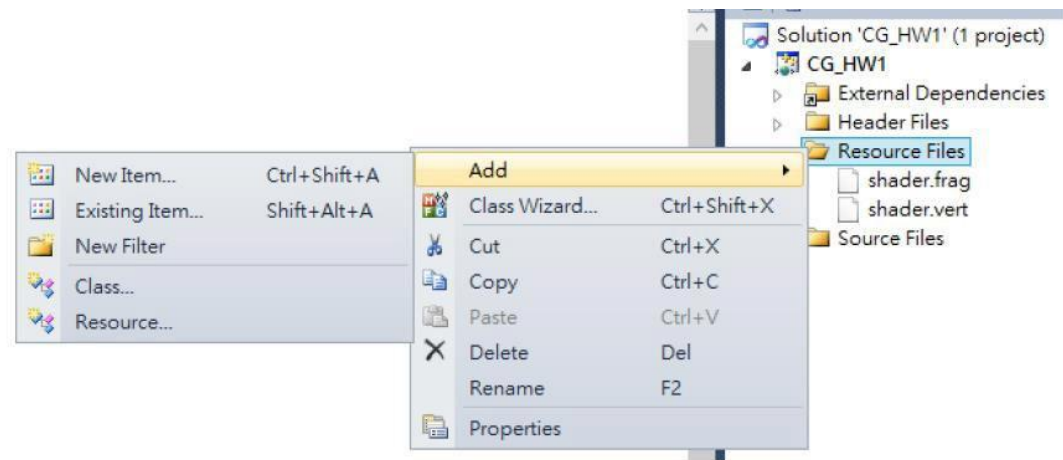 Solution 'CG_HW1' (1 project)
CG_HW1
External Dependencies
Header Files
Resource Files
shader.frag
shader.vert
Source Files
Add
Class Wizard... Ctrl+Shift+X
Cut Ctrl+X
Copy Ctrl+C
Paste Ctrl+V
Delete Del
Rename F2
Properties
New Item... Ctrl+Shift+A
Existing Item... Shift+Alt+A
New Filter
Class...
Resource...